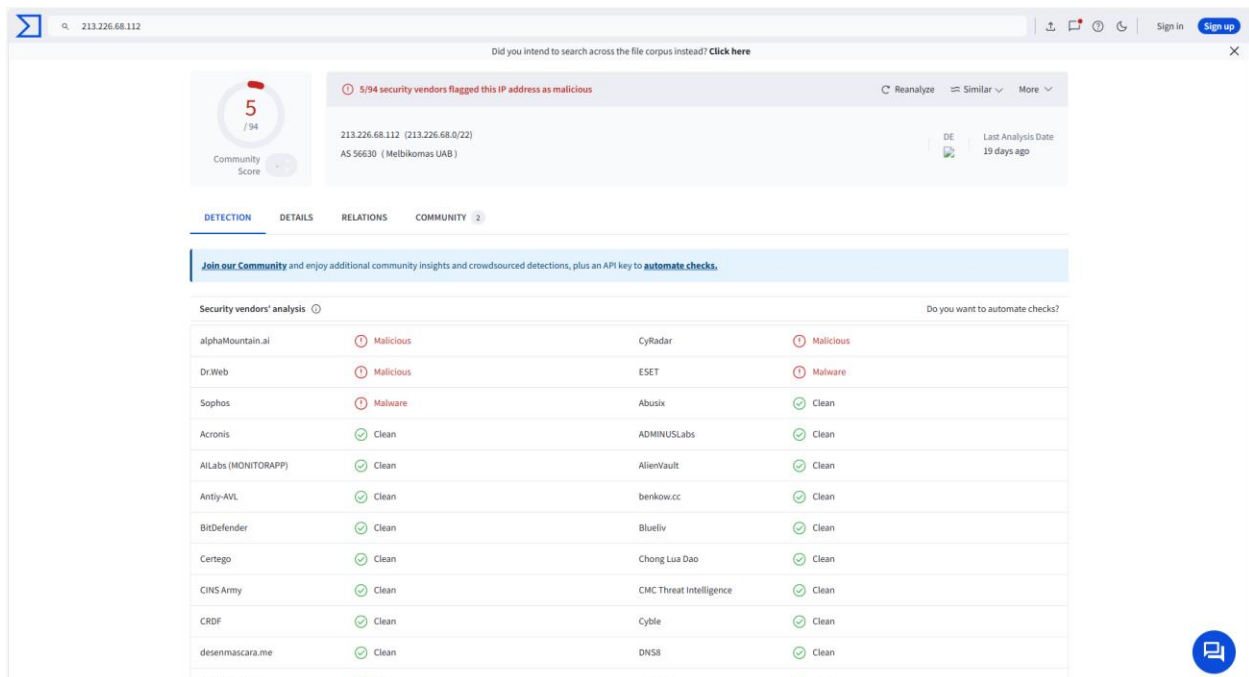 213.226.68.112
Sign in
Sign up
Did you intend to search across the file corpus instead? Click here
5
/ 94
Community
Score
-
5/94 security vendors flagged this IP address as malicious
Reanalyze
Similar
More
213.226.68.112 (213.226.68.0/22)
AS 56630 ( Melbikomas UAB )
DE
Last Analysis Date
19 days ago
DETECTION DETAILS RELATIONS COMMUNITY 2
Join our Community and enjoy additional community insights and crowdsourced detections, plus an API key to automate checks.
Security vendors' analysis Do you want to automate checks?
alphaMountain.ai Malicious CyRadar Malicious
Dr.Web Malicious ESET Malware
Sophos Malware Abusix Clean
Acronis Clean ADMINUSLabs Clean
AILabs (MONITORAPP) Clean AlienVault Clean
Antiy-AVL Clean benkow.cc Clean
BitDefender Clean Blueliv Clean
Certego Clean Chong Lua Dao Clean
CINS Army Clean CMC Threat Intelligence Clean
CRDF Clean Cyble Clean
desenmascara.me Clean DNS8 Clean